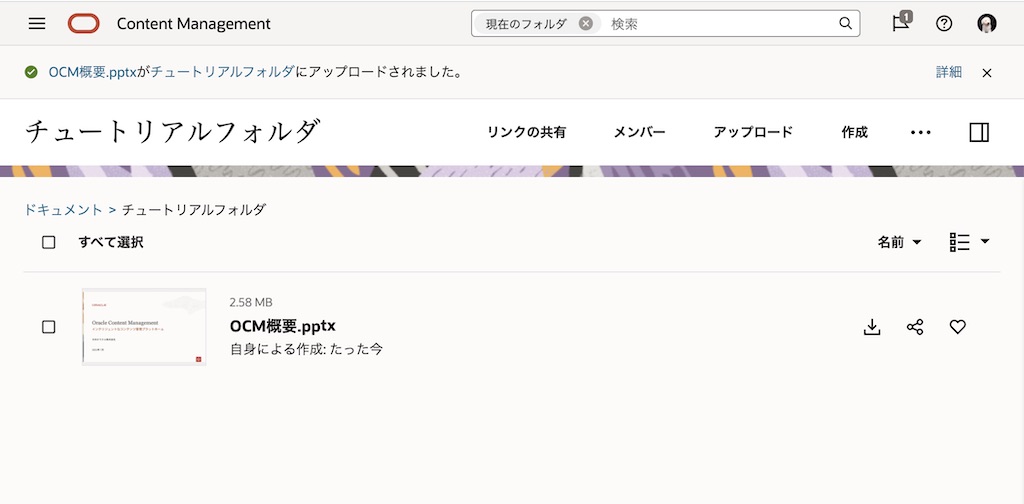 Content Management
現在のフォルダ
検索
1
OCM概要.pptxがチュートリアルフォルダにアップロードされました。
詳細
チュートリアルフォルダ
リンクの共有
メンバー
アップロード
作成
ドキュメント > チュートリアルフォルダ
すべて選択
名前
2.58 MB
Oracle Content Management
OCM概要.pptx
自身による作成: たった今